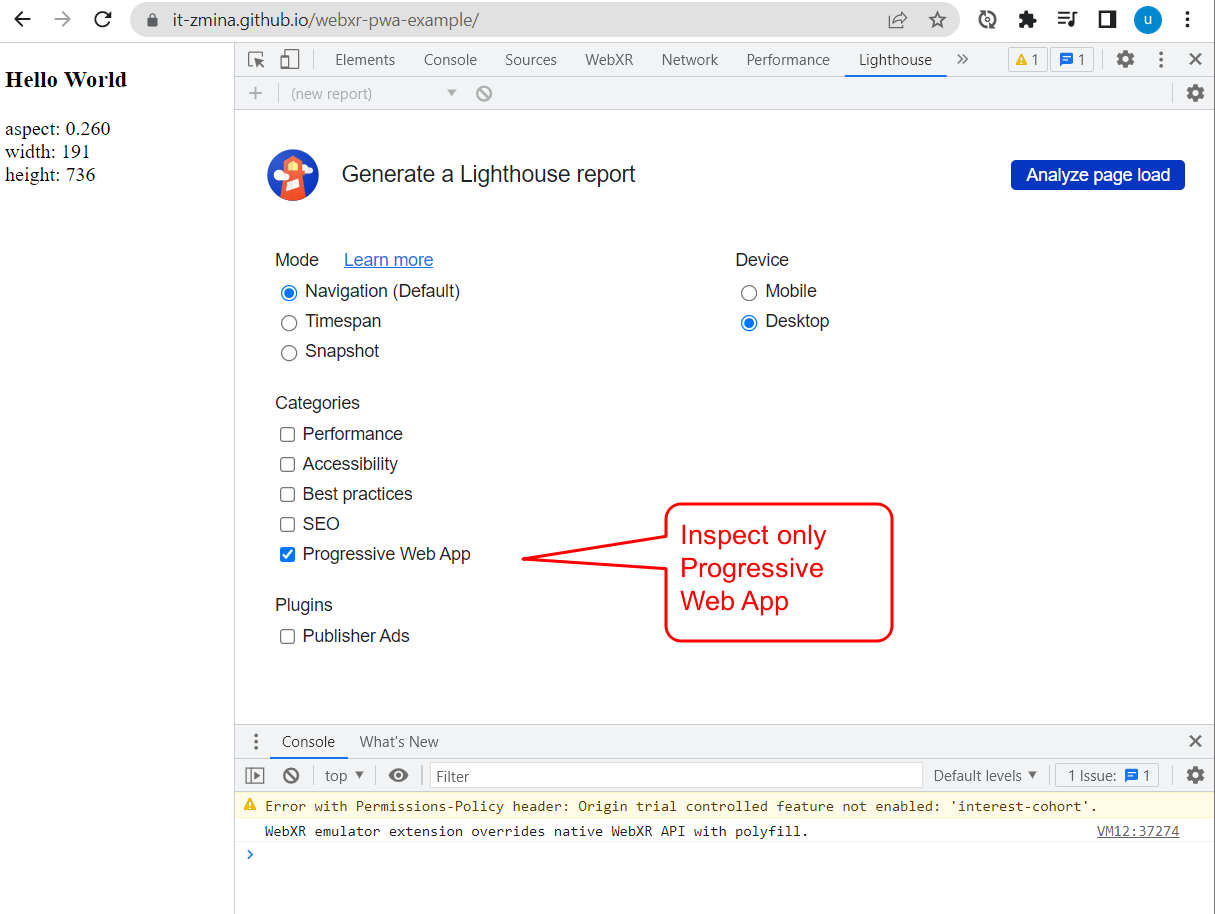 it-zmina.github.io/webxr-pwa-example/
u
Hello World
aspect: 0.260
width: 191
height: 736
Elements Console Sources WebXR Network Performance Lighthouse » 1 1
(new report)
Generate a Lighthouse report
Analyze page load
Mode Learn more
Navigation (Default)
Timespan
Snapshot
Device
Mobile
Desktop
Categories
Performance
Accessibility
Best practices
SEO
Progressive Web App
Inspect only
Progressive
Web App
Plugins
Publisher Ads
Console What's New
top Filter Default levels 1 Issue: 1
Error with Permissions-Policy header: Origin trial controlled feature not enabled: 'interest-cohort'.
WebXR emulator extension overrides native WebXR API with polyfill. VM12:37274